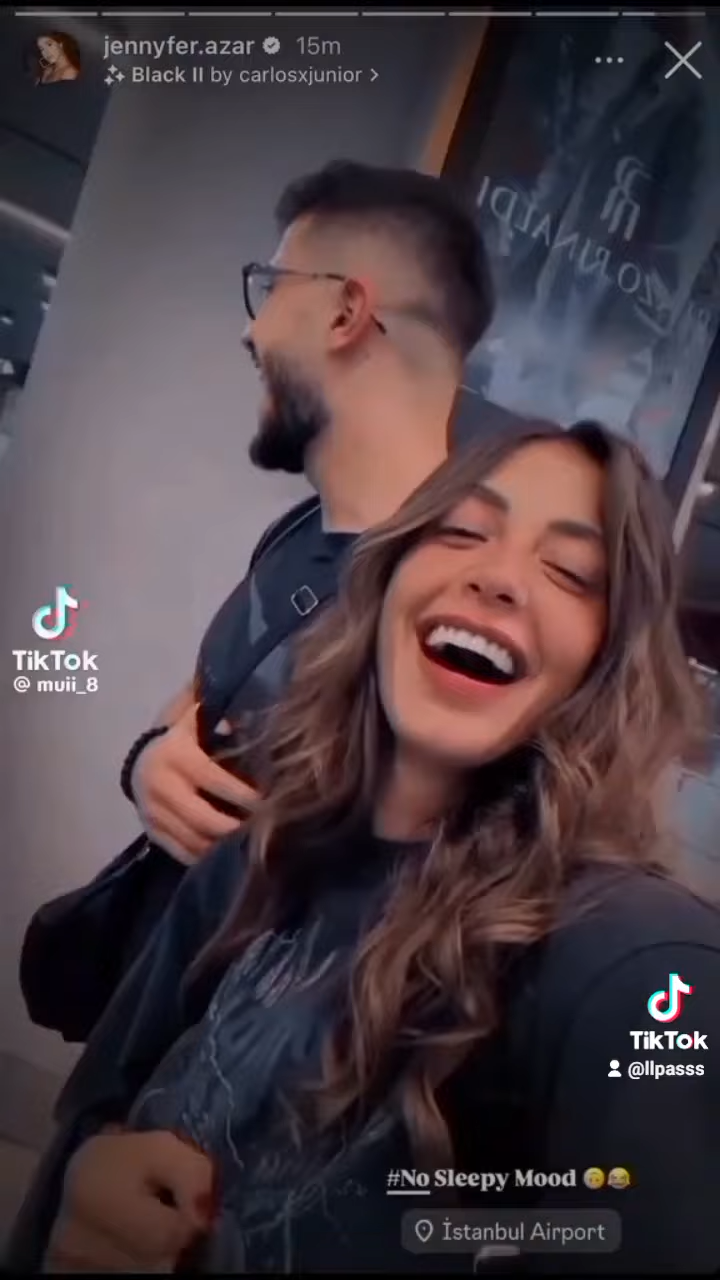 jennyfer.azar 15m
Black II by carlosxjunior >
TikTok
@ muii_8
TikTok
@llpasss
#No Sleepy Mood 🙃😂
İstanbul Airport